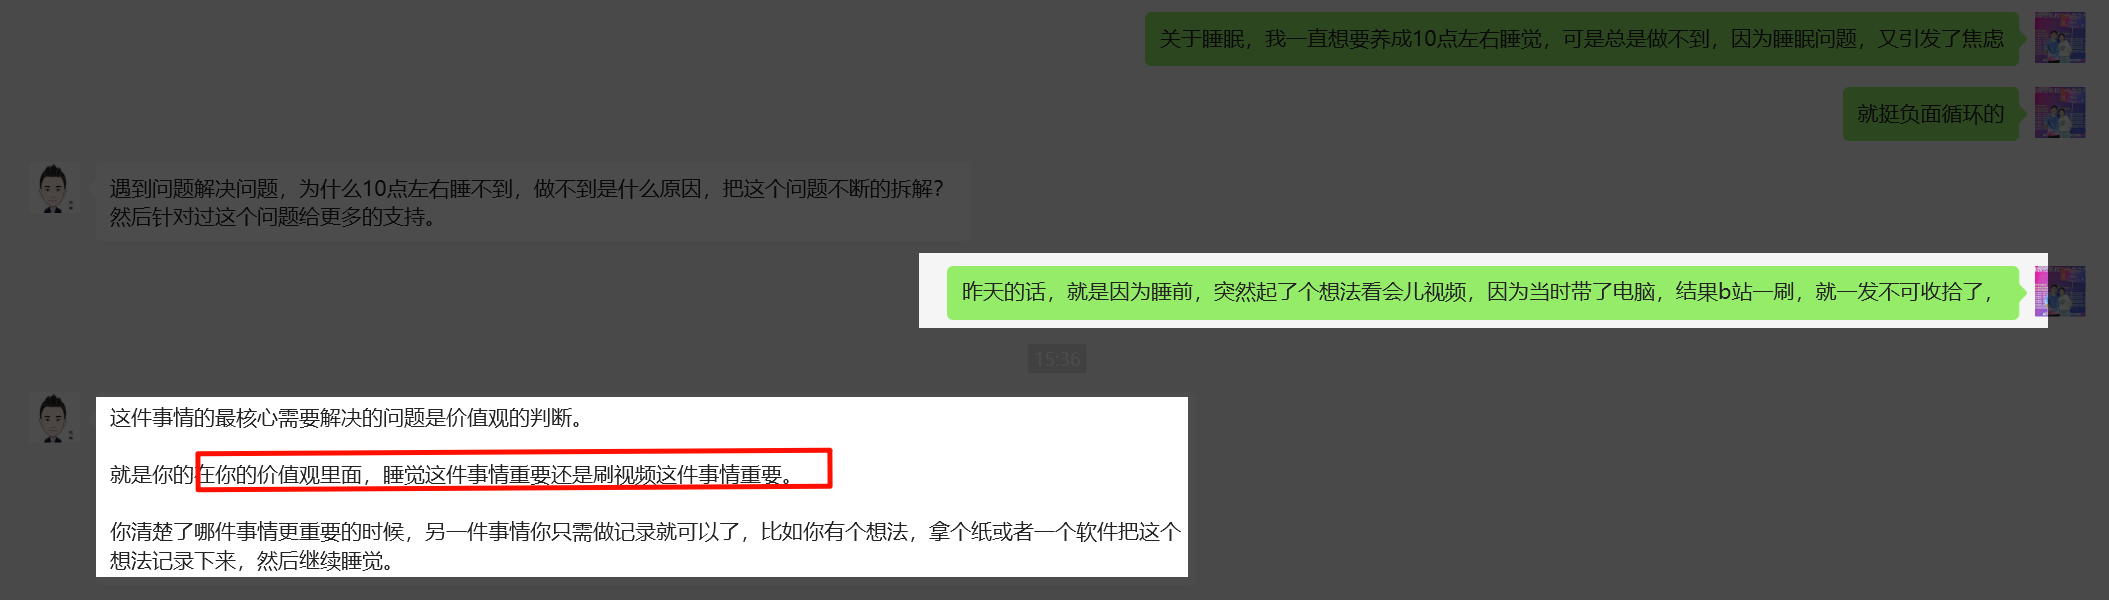 关于睡眠，我一直想要养成10点左右睡觉，可是总是做不到，因为睡眠问题，又引发了焦虑
就挺负面循环的
遇到问题解决问题，为什么10点左右睡不到，做不到是什么原因，把这个问题不断的拆解？
然后针对过这个问题给更多的支持。
昨天的话，就是因为睡前，突然起了个想法看会儿视频，因为当时带了电脑，结果b站一刷，就一发不可收拾了，
15:36
这件事情的最核心需要解决的问题是价值观的判断。
就是你的在你的价值观里面，睡觉这件事情重要还是刷视频这件事情重要。
你清楚了哪件事情更重要的时候，另一件事情你只需做记录就可以了，比如你有个想法，拿个纸或者一个软件把这个
想法记录下来，然后继续睡觉。